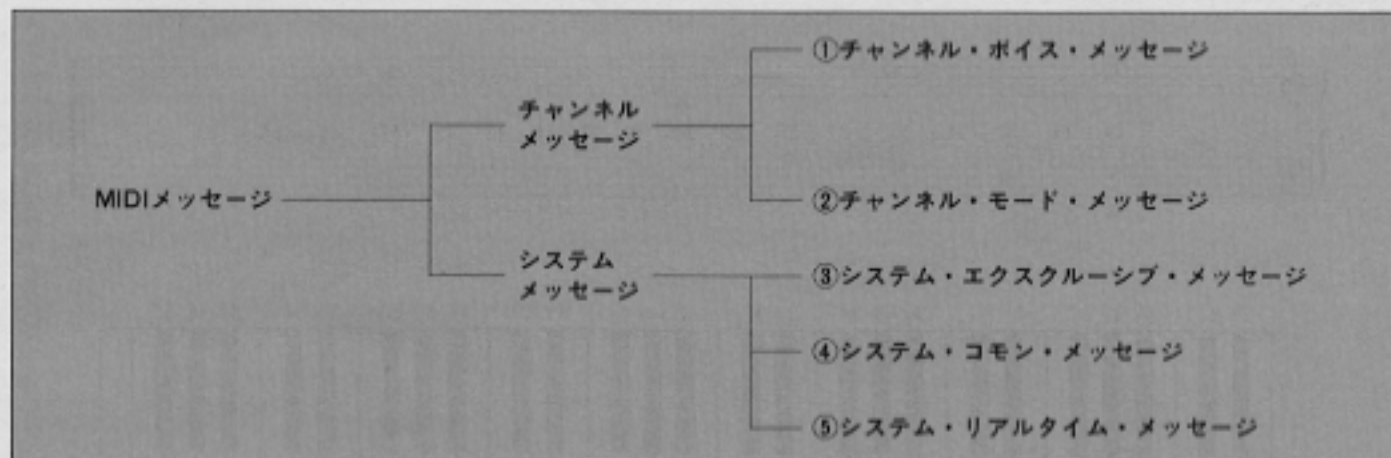 MIDIメッセージ
チャンネル
メッセージ
①チャンネル・ボイス・メッセージ
②チャンネル・モード・メッセージ
システム
メッセージ
③システム・エクスクルーシブ・メッセージ
④システム・コモン・メッセージ
⑤システム・リアルタイム・メッセージ